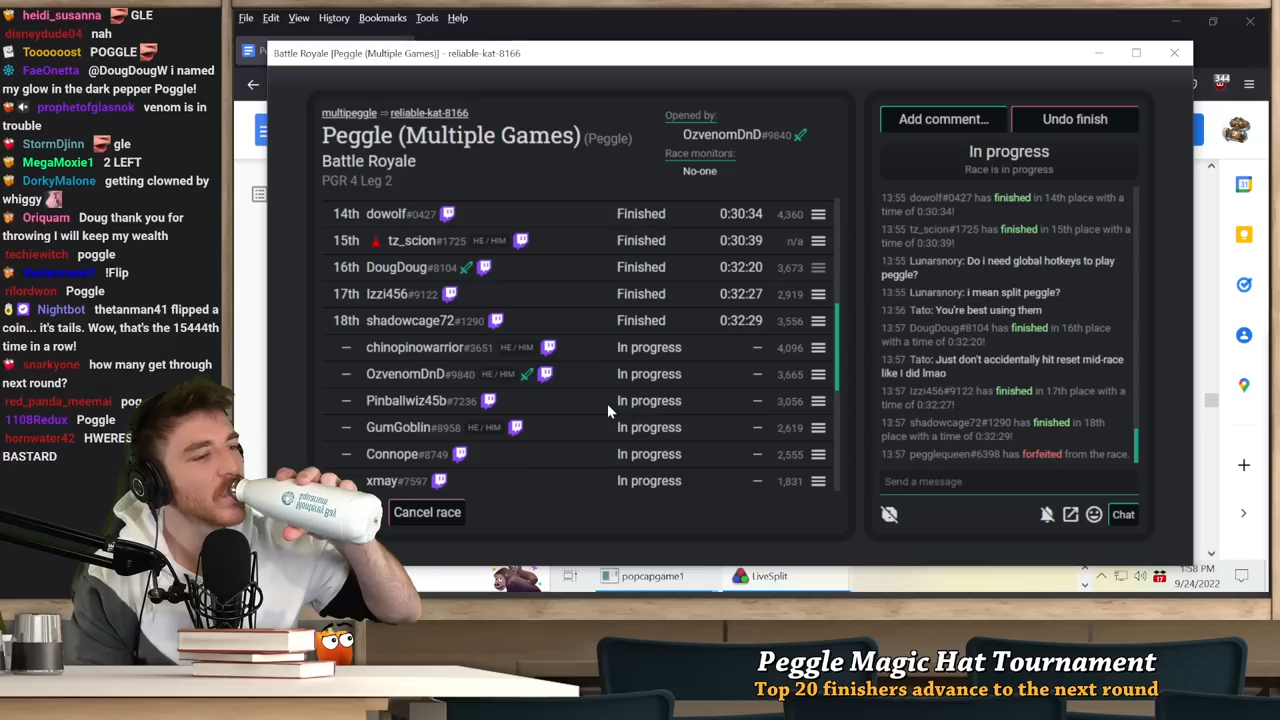 heidi_susanna GLE
disneydude04 nah
Toooooost POGGLE
FaeOnetta @DougDougW i named
my glow in the dark pepper Poggle!
prophetofglasnok venom is in
trouble
StormDjinn gle
MegaMoxie1 2 LEFT
DorkyMalone getting clowned by
whiggy
Oriquam Doug thank you for
throwing I will keep my wealth
techiewitch poggle
thetanman41 !Flip
rilordwon Poggle
Nightbot thetanman41 flipped a
coin... it's tails. Wow, that's the 15444th
time in a row!
snarkyone how many get through
next round?
red_panda_meemai pog
1108Redux Poggle
hornwater42 HWERES
BASTARD
File Edit View History Bookmarks Tools Help
Battle Royale [Peggle (Multiple Games)] - reliable-kat-8166
multipeggle ⇨ reliable-kat-8166
Peggle (Multiple Games) (Peggle)
Battle Royale
PGR 4 Leg 2
Opened by:
OzvenomDnD#9840
Race monitors:
No-one
14th dowolf#0427 Finished 0:30:34 4,360
15th tz_scion#1725 HE / HIM Finished 0:30:39 n/a
16th DougDoug#8104 Finished 0:32:20 3,673
17th Izzi456#9122 Finished 0:32:27 2,919
18th shadowcage72#1290 Finished 0:32:29 3,556
— chinopinowarrior#3651 HE / HIM In progress — 4,096
— OzvenomDnD#9840 HE / HIM In progress — 3,665
— Pinballwiz45b#7236 In progress — 3,056
— GumGoblin#8958 HE / HIM In progress — 2,619
— Connope#8749 In progress — 2,555
xmay#7597 In progress — 1,831
Cancel race
Add comment... Undo finish
In progress
Race is in progress
13:55 dowolf#0427 has finished in 14th place with a
time of 0:30:34!
13:55 tz_scion#1725 has finished in 15th place with a
time of 0:30:39!
13:55 Lunarsnory: Do i need global hotkeys to play
peggle?
13:55 Lunarsnory: i mean split peggle?
13:56 Tato: You're best using them
13:57 DougDoug#8104 has finished in 16th place
with a time of 0:32:20!
13:57 Tato: Just don't accidentally hit reset mid-race
like I did lmao
13:57 Izzi456#9122 has finished in 17th place with a
time of 0:32:27!
13:57 shadowcage72#1290 has finished in 18th
place with a time of 0:32:29!
13:57 pegglequeen#6398 has forfeited from the race.
Send a message
Chat
344
31
popcapgame1
LiveSplit
17
1:58 PM
9/24/2022
Peggle Magic Hat Tournament
Top 20 finishers advance to the next round